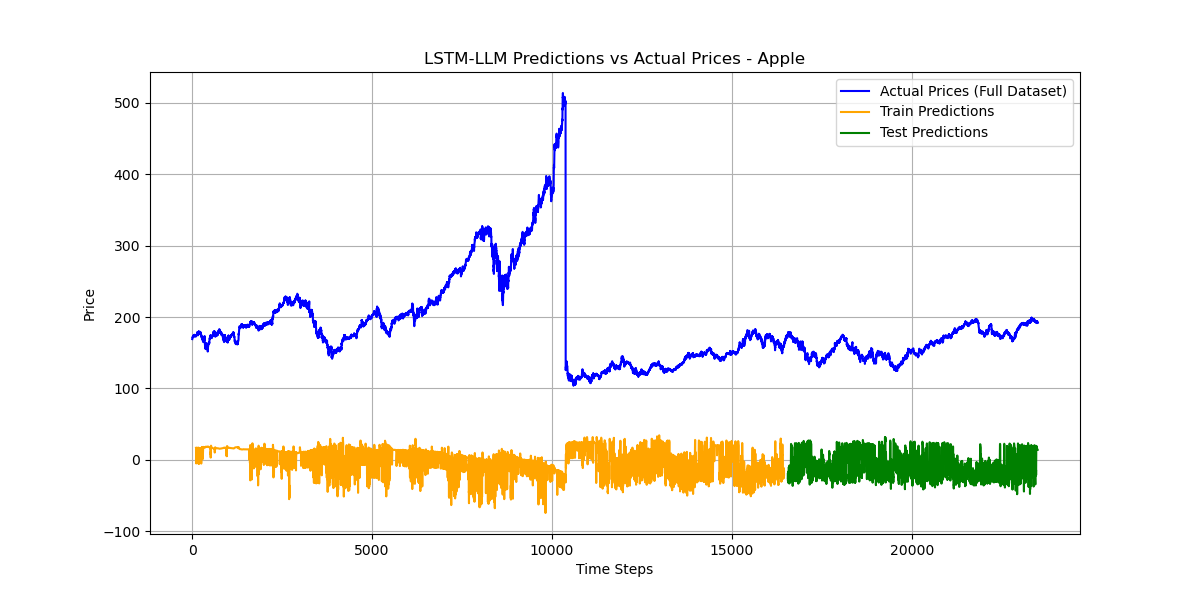 LSTM-LLM Predictions vs Actual Prices - Apple
Actual Prices (Full Dataset)
Train Predictions
Test Predictions
Price
500
400
300
200
100
0
−100
0
5000
10000
15000
20000
Time Steps